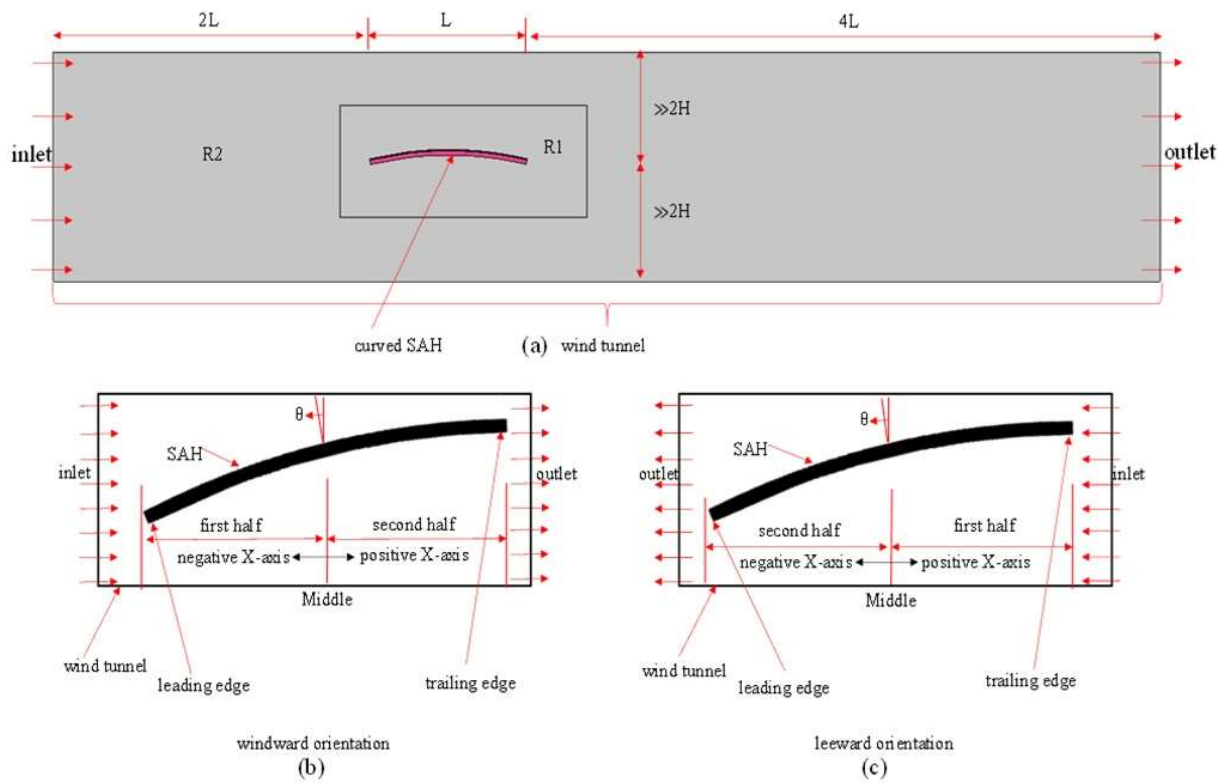 2L L 4L
≫2H
inlet R2 R1 outlet
≫2H
curved SAH (a) wind tunnel
θ θ
SAH SAH
inlet outlet outlet inlet
first half second half second half first half
negative X-axis positive X-axis negative X-axis positive X-axis
Middle Middle
wind tunnel wind tunnel
leading edge trailing edge leading edge trailing edge
windward orientation leeward orientation
(b) (c)